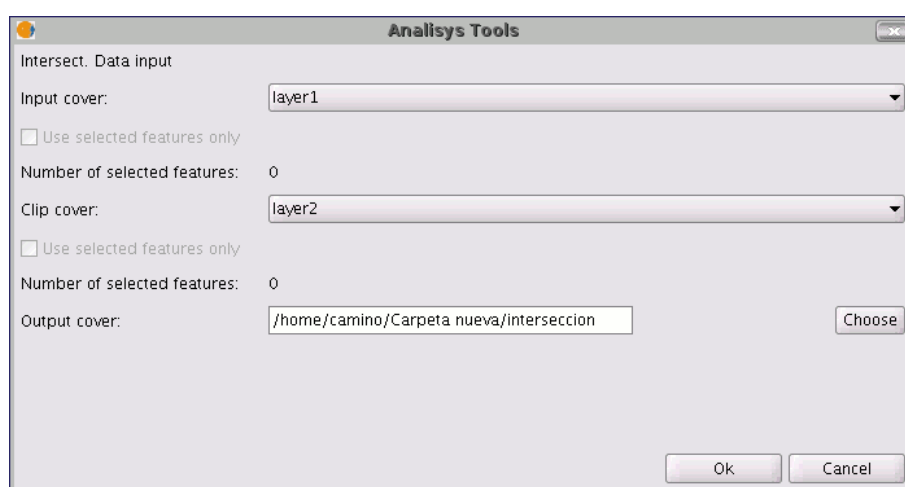 Analisys Tools
Intersect. Data input
Input cover: layer1
Use selected features only
Number of selected features: 0
Clip cover: layer2
Use selected features only
Number of selected features: 0
Output cover: /home/camino/Carpeta nueva/interseccion Choose
Ok Cancel